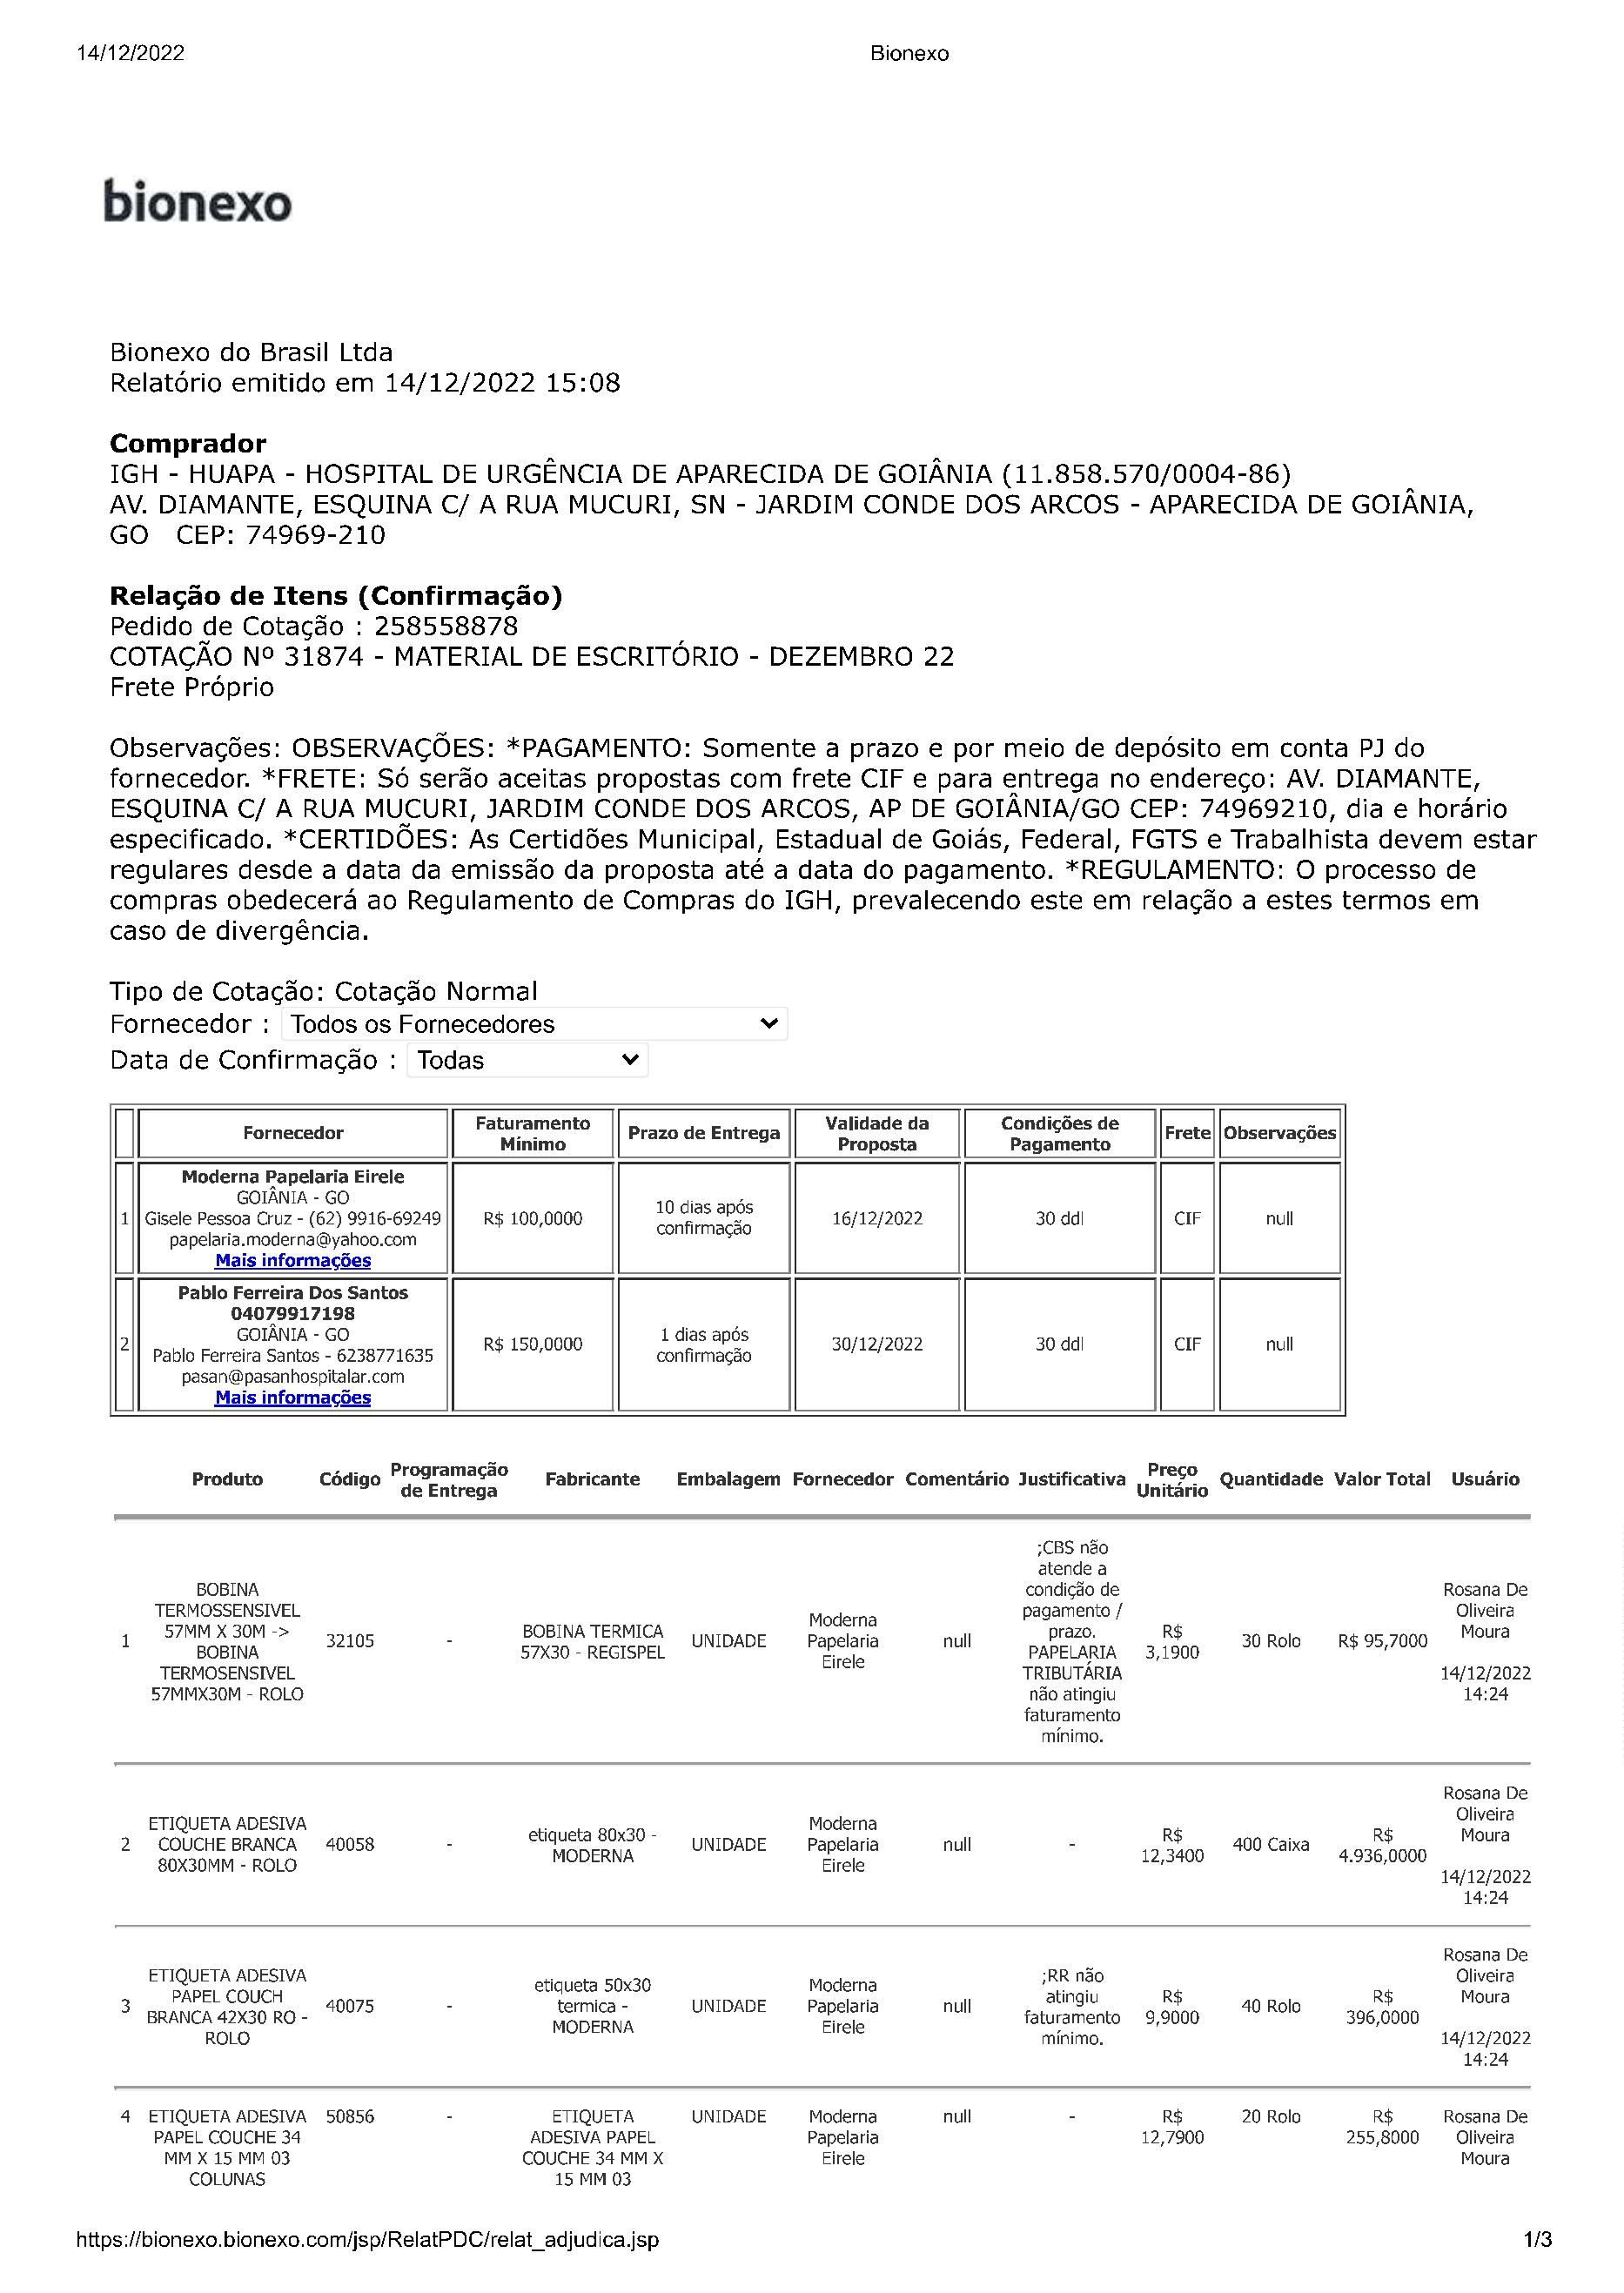 14/12/2022 Bionexo
bionexo
Bionexo do Brasil Ltda
Relatório emitido em 14/12/2022 15:08
Comprador
IGH - HUAPA - HOSPITAL DE URGÊNCIA DE APARECIDA DE GOIÂNIA (11.858.570/0004-86)
AV. DIAMANTE, ESQUINA C/ A RUA MUCURI, SN - JARDIM CONDE DOS ARCOS - APARECIDA DE GOIÂNIA,
GO CEP: 74969-210
Relação de Itens (Confirmação)
Pedido de Cotação : 258558878
COTAÇÃO Nº 31874 - MATERIAL DE ESCRITÓRIO - DEZEMBRO 22
Frete Próprio
Observações: OBSERVAÇÕES: *PAGAMENTO: Somente a prazo e por meio de depósito em conta PJ do
fornecedor. *FRETE: Só serão aceitas propostas com frete CIF e para entrega no endereço: AV. DIAMANTE,
ESQUINA C/ A RUA MUCURI, JARDIM CONDE DOS ARCOS, AP DE GOIÂNIA/GO CEP: 74969210, dia e horário
especificado. *CERTIDÕES: As Certidões Municipal, Estadual de Goiás, Federal, FGTS e Trabalhista devem estar
regulares desde a data da emissão da proposta até a data do pagamento. *REGULAMENTO: O processo de
compras obedecerá ao Regulamento de Compras do IGH, prevalecendo este em relação a estes termos em
caso de divergência.
Tipo de Cotação: Cotação Normal
Fornecedor : Todos os Fornecedores
Data de Confirmação : Todas
Fornecedor Faturamento Mínimo Prazo de Entrega Validade da Proposta Condições de Pagamento Frete Observações
1 Moderna Papelaria Eirele
GOIÂNIA - GO
Gisele Pessoa Cruz - (62) 9916-69249
papelaria.moderna@yahoo.com
Mais informações
R$ 100,0000 10 dias após confirmação 16/12/2022 30 ddl CIF null
2 Pablo Ferreira Dos Santos
04079917198
GOIÂNIA - GO
Pablo Ferreira Santos - 6238771635
pasan@pasanhospitalar.com
Mais informações
R$ 150,0000 1 dias após confirmação 30/12/2022 30 ddl CIF null
Produto Código Programação de Entrega Fabricante Embalagem Fornecedor Comentário Justificativa Preço Unitário Quantidade Valor Total Usuário
1 BOBINA TERMOSSENSIVEL 57MM X 30M -> BOBINA TERMOSENSIVEL 57MMX30M - ROLO 32105 - BOBINA TERMICA 57X30 - REGISPEL UNIDADE Moderna Papelaria Eirele null ;CBS não atende a condição de pagamento / prazo. PAPELARIA TRIBUTÁRIA não atingiu faturamento mínimo. R$ 3,1900 30 Rolo R$ 95,7000 Rosana De Oliveira Moura 14/12/2022 14:24
2 ETIQUETA ADESIVA COUCHE BRANCA 80X30MM - ROLO 40058 - etiqueta 80x30 - MODERNA UNIDADE Moderna Papelaria Eirele null - R$ 12,3400 400 Caixa R$ 4.936,0000 Rosana De Oliveira Moura 14/12/2022 14:24
3 ETIQUETA ADESIVA PAPEL COUCH BRANCA 42X30 RO - ROLO 40075 - etiqueta 50x30 termica - MODERNA UNIDADE Moderna Papelaria Eirele null ;RR não atingiu faturamento mínimo. R$ 9,9000 40 Rolo R$ 396,0000 Rosana De Oliveira Moura 14/12/2022 14:24
4 ETIQUETA ADESIVA PAPEL COUCHE 34 MM X 15 MM 03 COLUNAS 50856 - ETIQUETA ADESIVA PAPEL COUCHE 34 MM X 15 MM 03 UNIDADE Moderna Papelaria Eirele null - R$ 12,7900 20 Rolo R$ 255,8000 Rosana De Oliveira Moura
https://bionexo.bionexo.com/jsp/RelatPDC/relat_adjudica.jsp 1/3